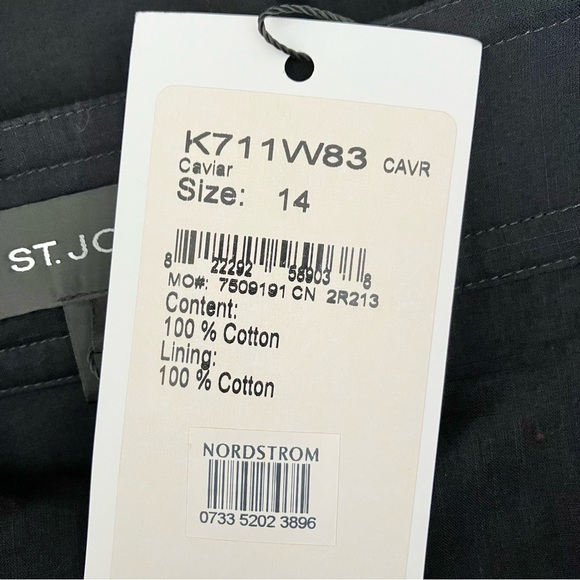 K711W83 CAVR
Caviar
Size: 14
ST. JO
8 22292 58903 8
MO#: 7509191 CN 2R213
Content:
100 % Cotton
Lining:
100 % Cotton
NORDSTROM
0733 5202 3896